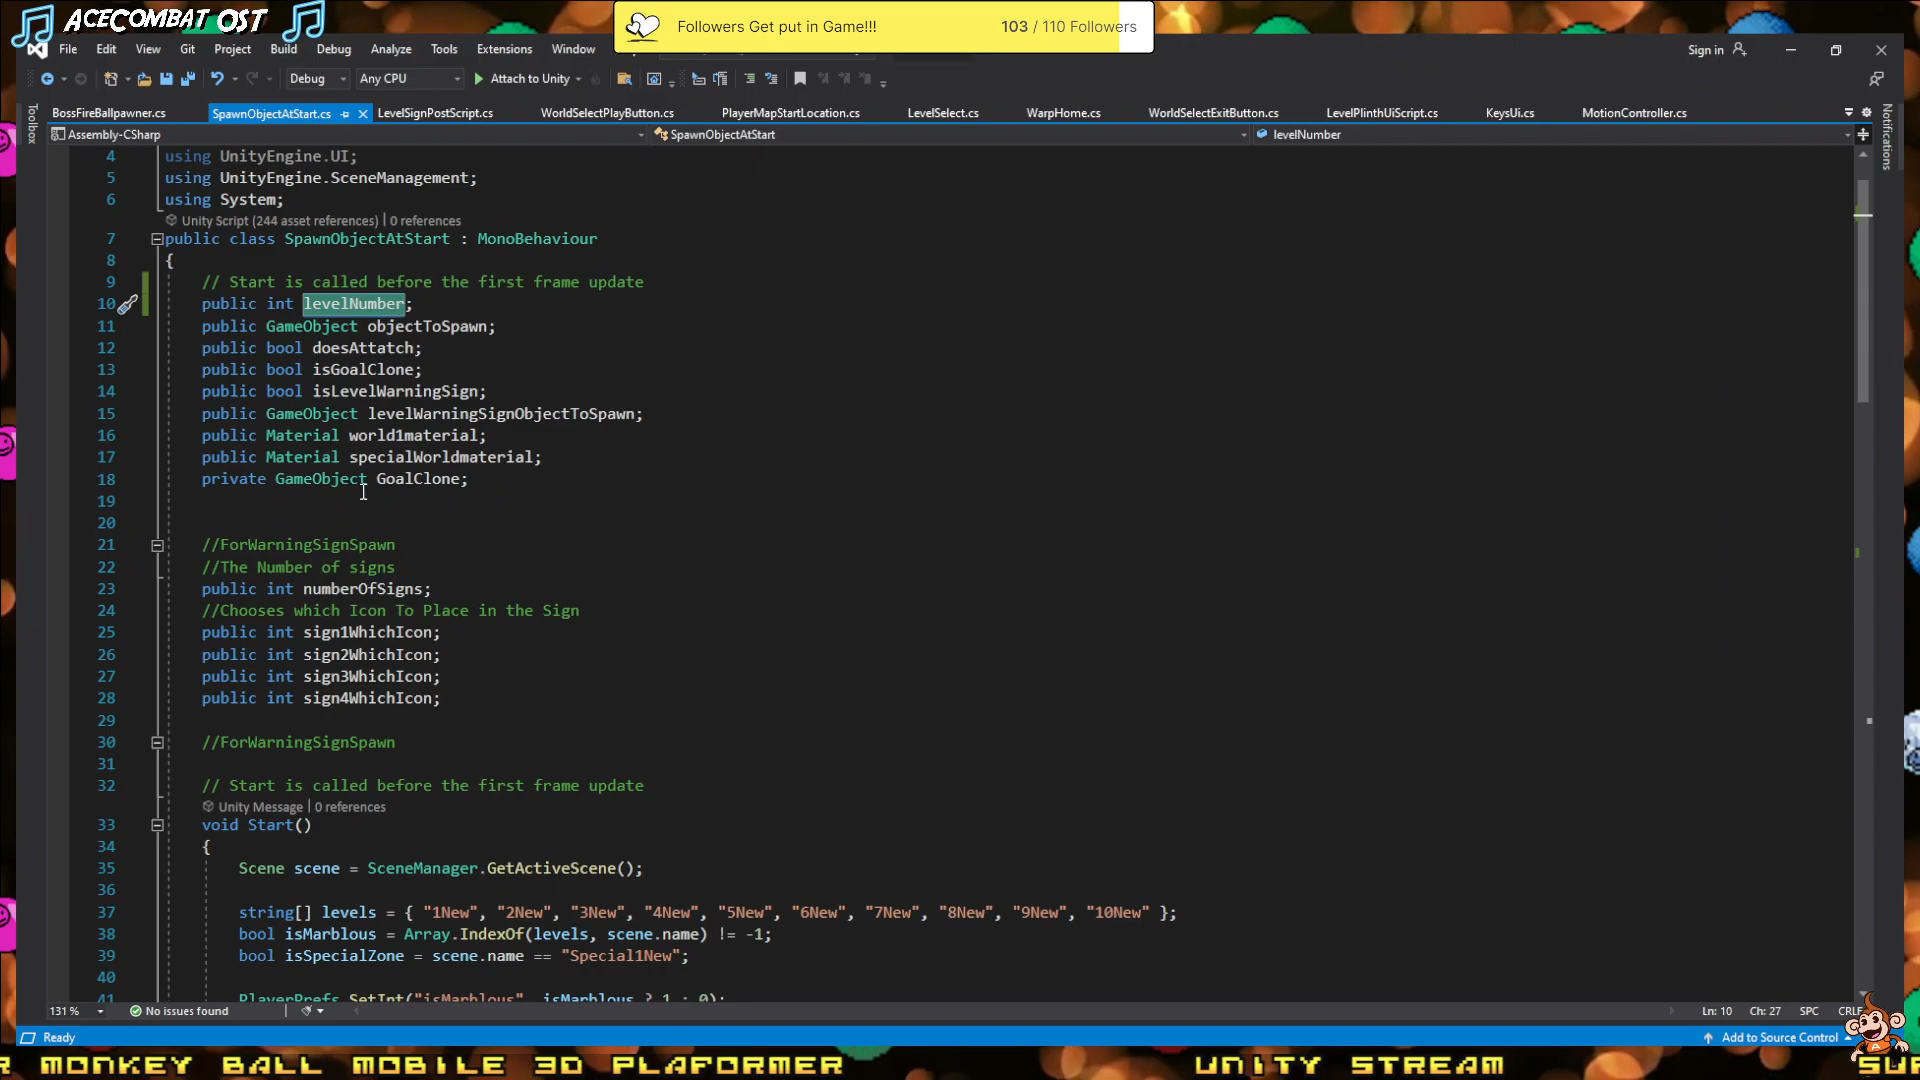 ACECOMBAT OST
Followers Get put in Game!!! 103 / 110 Followers
File Edit View Git Project Build Debug Analyze Tools Extensions Window
Sign in
Debug Any CPU Attach to Unity
BossFireBallpawner.cs SpawnObjectAtStart.cs LevelSignPostScript.cs WorldSelectPlayButton.cs PlayerMapStartLocation.cs LevelSelect.cs WarpHome.cs WorldSelectExitButton.cs LevelPlinthUiScript.cs KeysUi.cs MotionController.cs
Toolbox
Notifications
Assembly-CSharp SpawnObjectAtStart levelNumber
4 using UnityEngine.UI;
5 using UnityEngine.SceneManagement;
6 using System;
Unity Script (244 asset references) | 0 references
7 public class SpawnObjectAtStart : MonoBehaviour
8 {
9 // Start is called before the first frame update
10 public int levelNumber;
11 public GameObject objectToSpawn;
12 public bool doesAttatch;
13 public bool isGoalClone;
14 public bool isLevelWarningSign;
15 public GameObject levelWarningSignObjectToSpawn;
16 public Material world1material;
17 public Material specialWorldmaterial;
18 private GameObject GoalClone;
19
20
21 //ForWarningSignSpawn
22 //The Number of signs
23 public int numberOfSigns;
24 //Chooses which Icon To Place in the Sign
25 public int sign1WhichIcon;
26 public int sign2WhichIcon;
27 public int sign3WhichIcon;
28 public int sign4WhichIcon;
29
30 //ForWarningSignSpawn
31
32 // Start is called before the first frame update
Unity Message | 0 references
33 void Start()
34 {
35 Scene scene = SceneManager.GetActiveScene();
36
37 string[] levels = { "1New", "2New", "3New", "4New", "5New", "6New", "7New", "8New", "9New", "10New" };
38 bool isMarblous = Array.IndexOf(levels, scene.name) != -1;
39 bool isSpecialZone = scene.name == "Special1New";
40
41 PlayerPrefs.SetInt("isMarblous", isMarblous ? 1 : 0);
131 % No issues found Ln: 10 Ch: 27 SPC CRLF
Ready Add to Source Control
R MONKEY BALL MOBILE 3D PLAFORMER UNITY STREAM SU